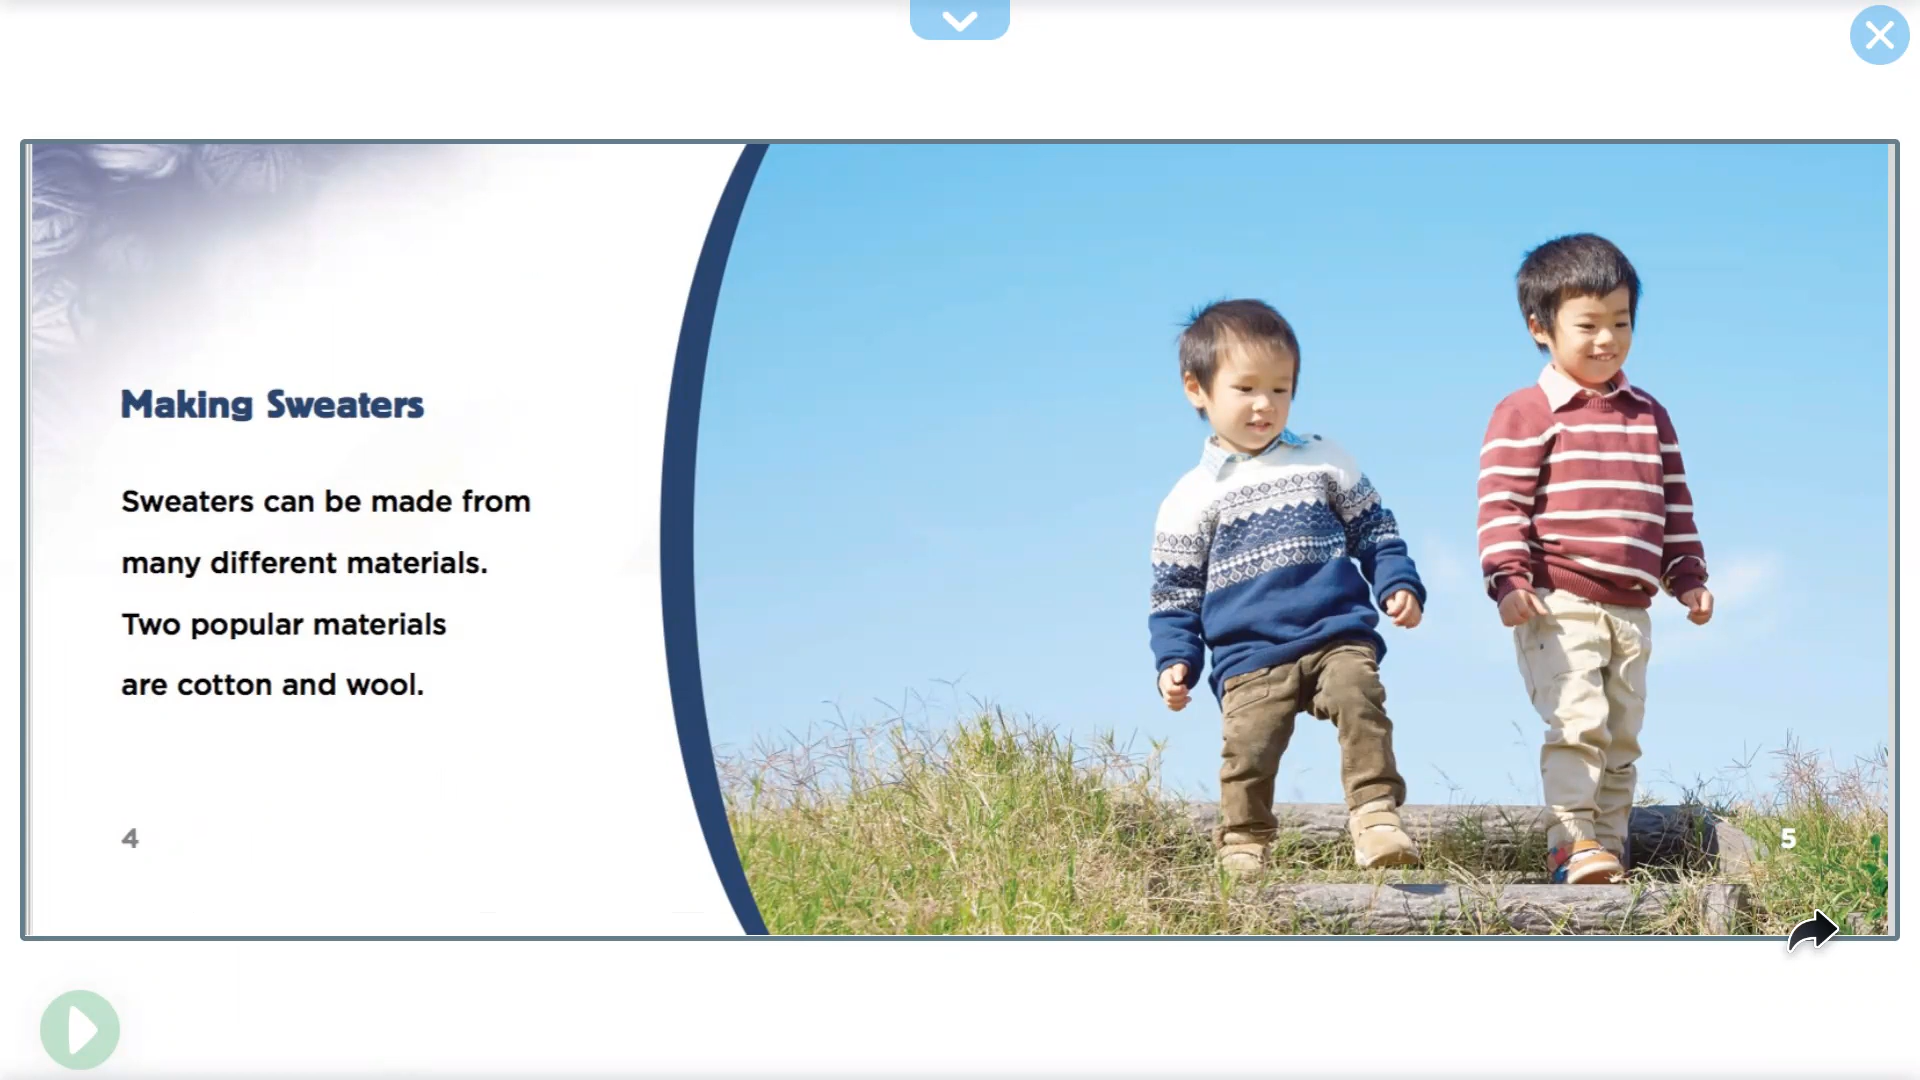 Making Sweaters
Sweaters can be made from
many different materials.
Two popular materials
are cotton and wool.
4
5